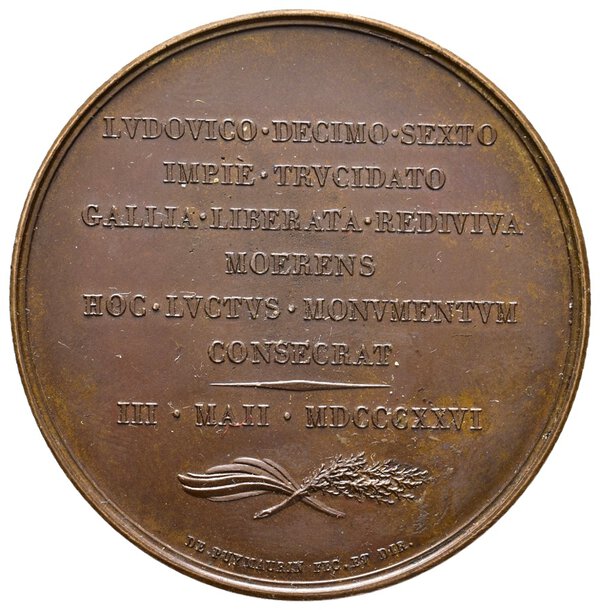 LVDOVICO·DECIMO·SEXTO
IMPIÈ·TRVCIDATO
GALLIA·LIBERATA·REDIVIVA
MOERENS
HOC·LVCTVS·MONVMENTVM
CONSECRAT.
III·MAII·MDCCCXXVI
DE PUYMAURIN FEC. ET DIR.